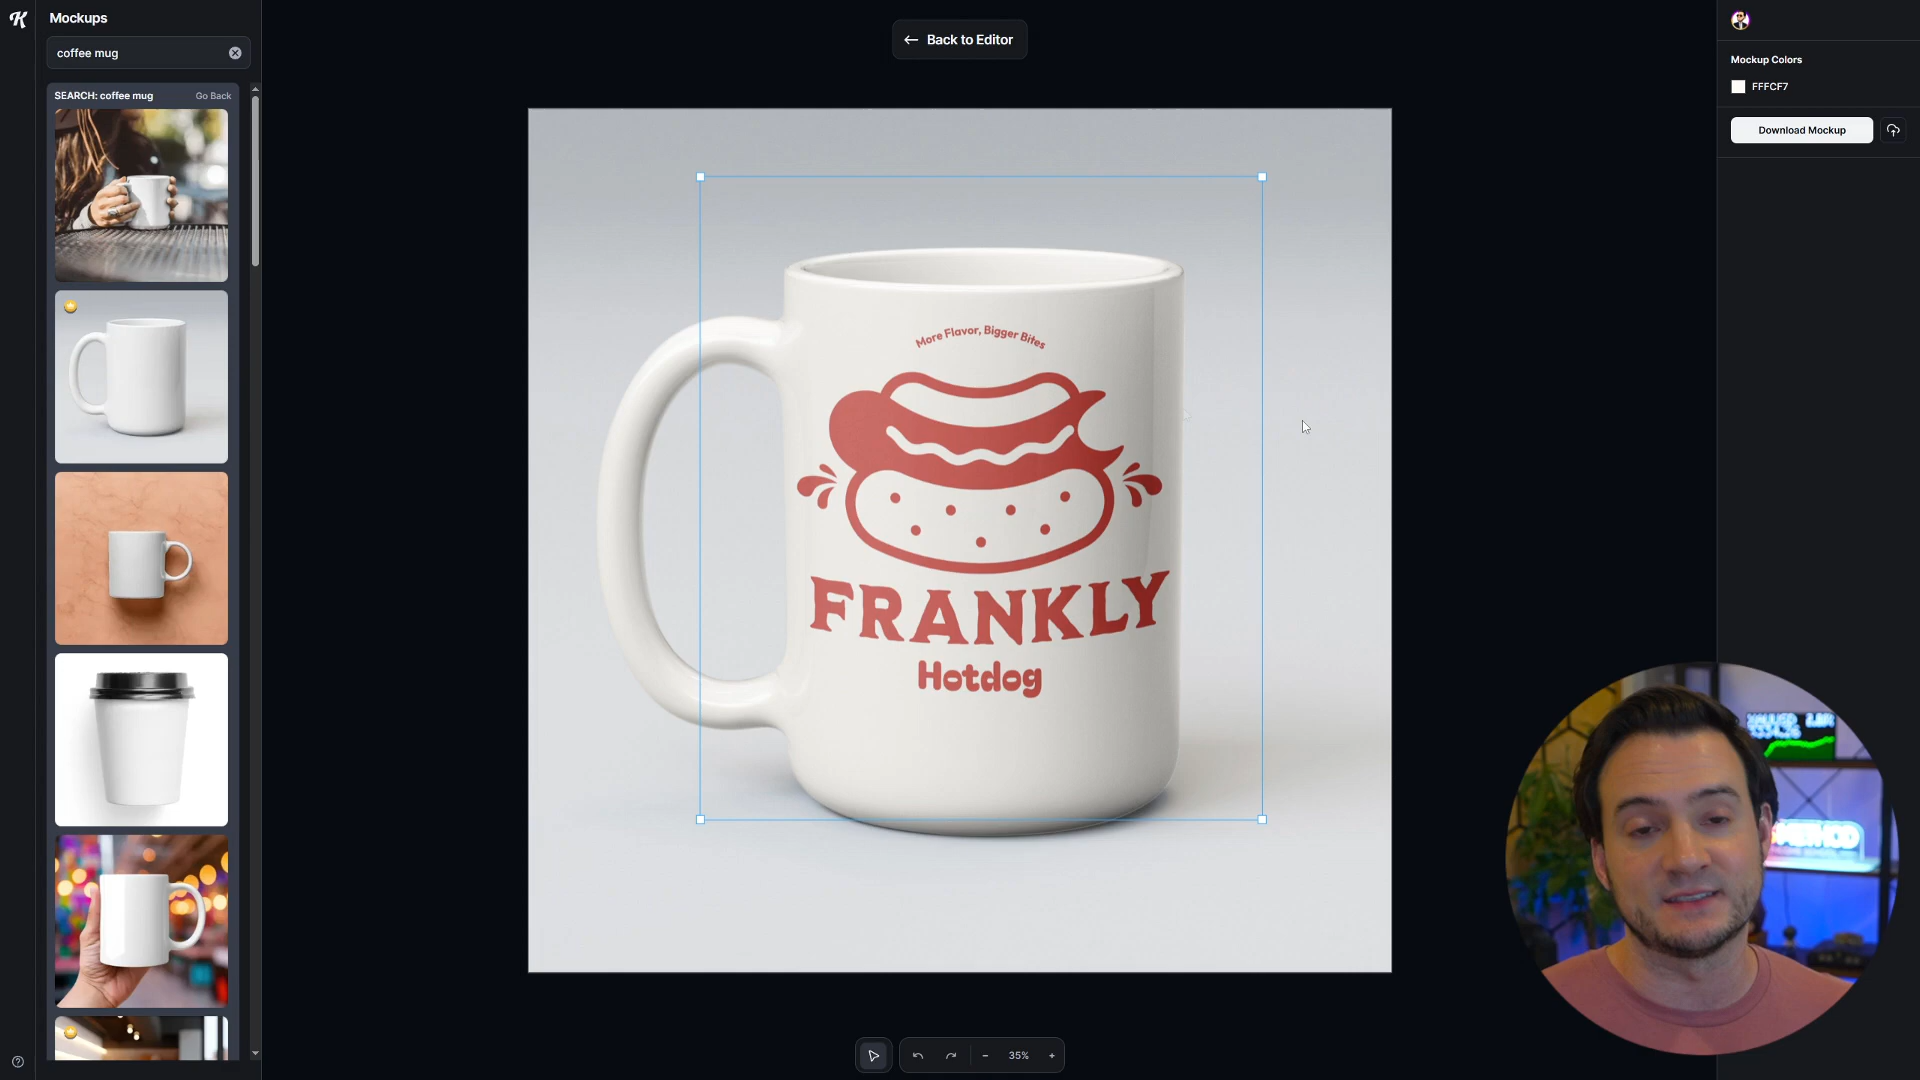 Mockups
coffee mug
SEARCH: coffee mug
Go Back
← Back to Editor
More Flavor, Bigger Bites
FRANKLY
Hotdog
35%
Mockup Colors
FFFCF7
Download Mockup
METHOD